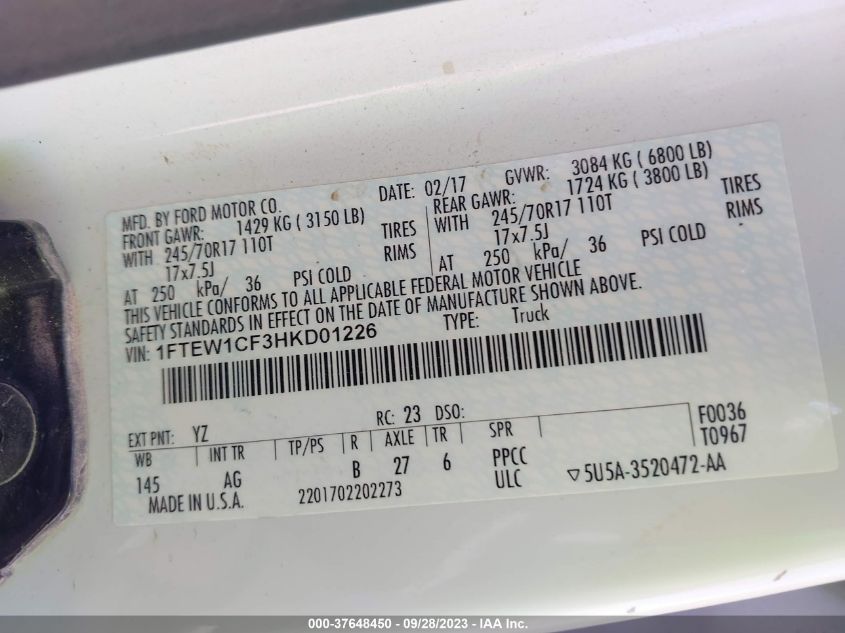 MFD. BY FORD MOTOR CO. DATE: 02/17 GVWR: 3084 KG ( 6800 LB)
FRONT GAWR: 1429 KG ( 3150 LB) REAR GAWR: 1724 KG ( 3800 LB)
WITH 245/70R17 110T TIRES WITH 245/70R17 110T TIRES
17x7.5J RIMS 17x7.5J RIMS
AT 250 kPa/ 36 PSI COLD AT 250 kPa/ 36 PSI COLD
THIS VEHICLE CONFORMS TO ALL APPLICABLE FEDERAL MOTOR VEHICLE
SAFETY STANDARDS IN EFFECT ON THE DATE OF MANUFACTURE SHOWN ABOVE.
VIN: 1FTEW1CF3HKD01226 TYPE: Truck
EXT PNT: YZ RC: 23 DSO: F0036
WB INT TR TP/PS R AXLE TR SPR T0967
145 AG B 27 6 PPCC
ULC
MADE IN U.S.A. 2201702202273 ▽5U5A-3520472-AA
000-37648450 - 09/28/2023 - IAA Inc.